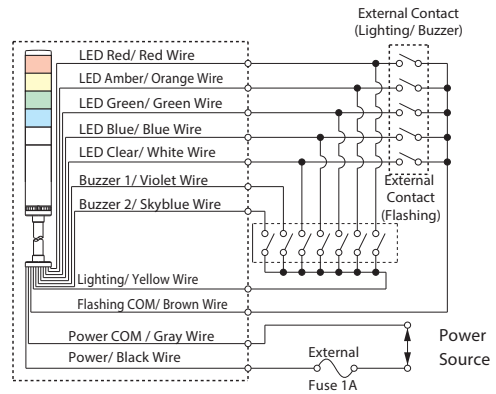 External Contact
(Lighting/ Buzzer)
LED Red/ Red Wire
LED Amber/ Orange Wire
LED Green/ Green Wire
LED Blue/ Blue Wire
LED Clear/ White Wire
Buzzer 1/ Violet Wire
Buzzer 2/ Skyblue Wire
External
Contact
(Flashing)
Lighting/ Yellow Wire
Flashing COM/ Brown Wire
Power COM / Gray Wire
Power/ Black Wire
External
Fuse 1A
Power
Source